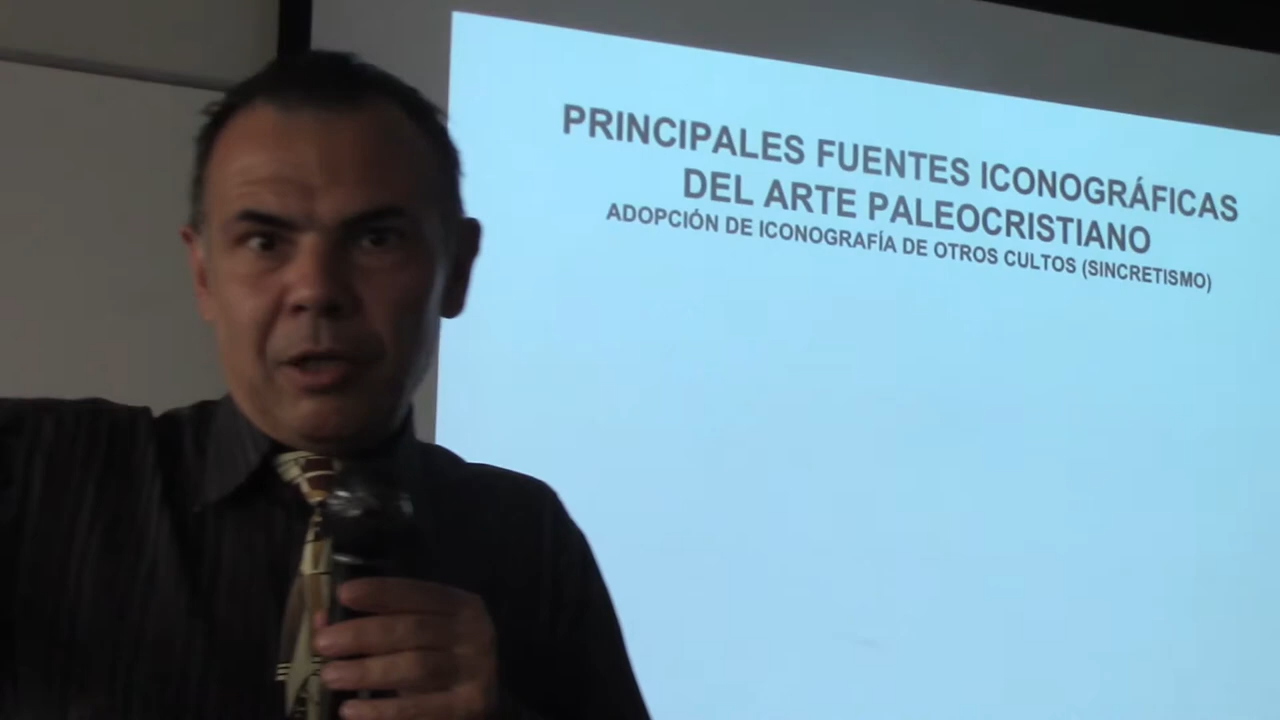 PRINCIPALES FUENTES ICONOGRÁFICAS
DEL ARTE PALEOCRISTIANO
ADOPCIÓN DE ICONOGRAFÍA DE OTROS CULTOS (SINCRETISMO)